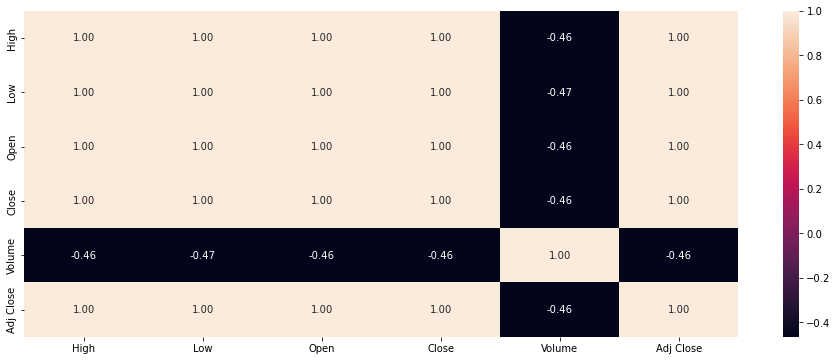 High 1.00 1.00 1.00 1.00 -0.46 1.00
Low 1.00 1.00 1.00 1.00 -0.47 1.00
Open 1.00 1.00 1.00 1.00 -0.46 1.00
Close 1.00 1.00 1.00 1.00 -0.46 1.00
Volume -0.46 -0.47 -0.46 -0.46 1.00 -0.46
Adj Close 1.00 1.00 1.00 1.00 -0.46 1.00
High Low Open Close Volume Adj Close
1.0
0.8
0.6
0.4
0.2
0.0
−0.2
−0.4